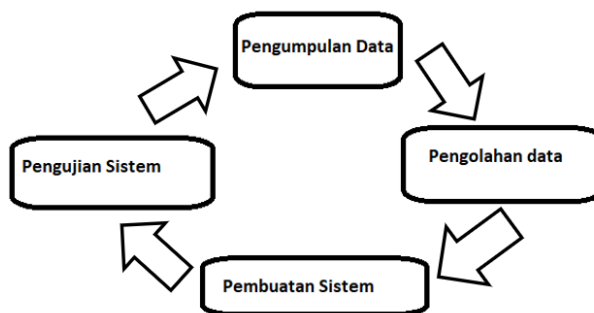 Pengumpulan Data
Pengolahan data
Pengujian Sistem
Pembuatan Sistem